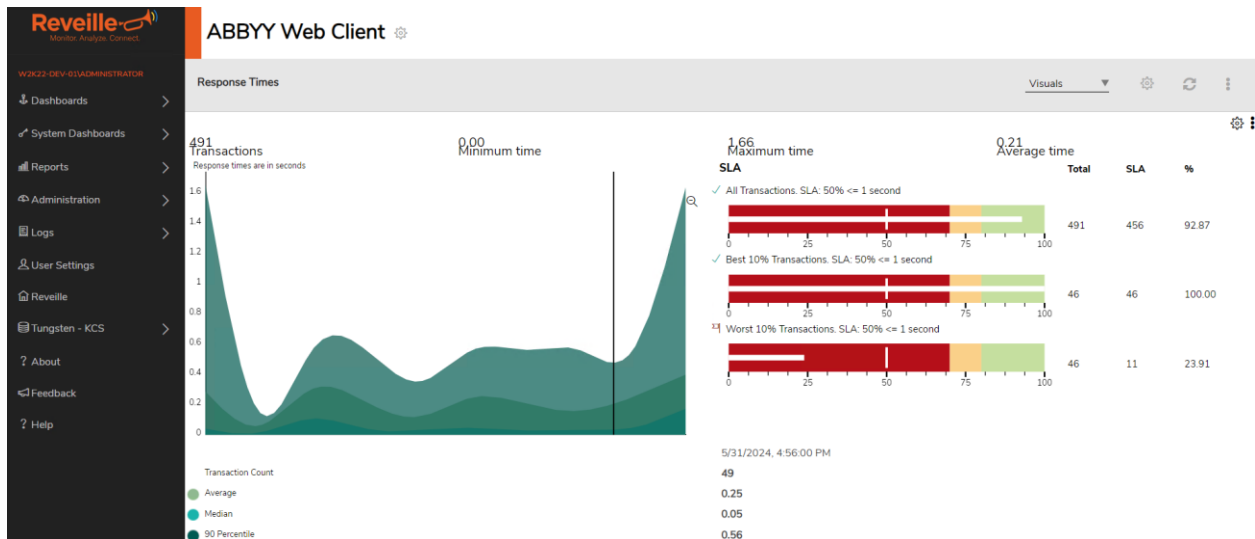 Reveille
Monitor. Analyze. Connect.
W2K22-DEV-01\ADMINISTRATOR
Dashboards
System Dashboards
Reports
Administration
Logs
User Settings
Reveille
Tungsten - KCS
? About
Feedback
? Help
ABBYY Web Client
Response Times
Visuals
491
Transactions
0.00
Minimum time
1.66
Maximum time
0.21
Average time
Response times are in seconds
1.6
1.4
1.2
1
0.8
0.6
0.4
0.2
0
SLA Total SLA %
All Transactions. SLA: 50% <= 1 second
491 456 92.87
0 25 50 75 100
Best 10% Transactions. SLA: 50% <= 1 second
46 46 100.00
0 25 50 75 100
Worst 10% Transactions. SLA: 50% <= 1 second
46 11 23.91
0 25 50 75 100
5/31/2024, 4:56:00 PM
Transaction Count 49
Average 0.25
Median 0.05
90 Percentile 0.56